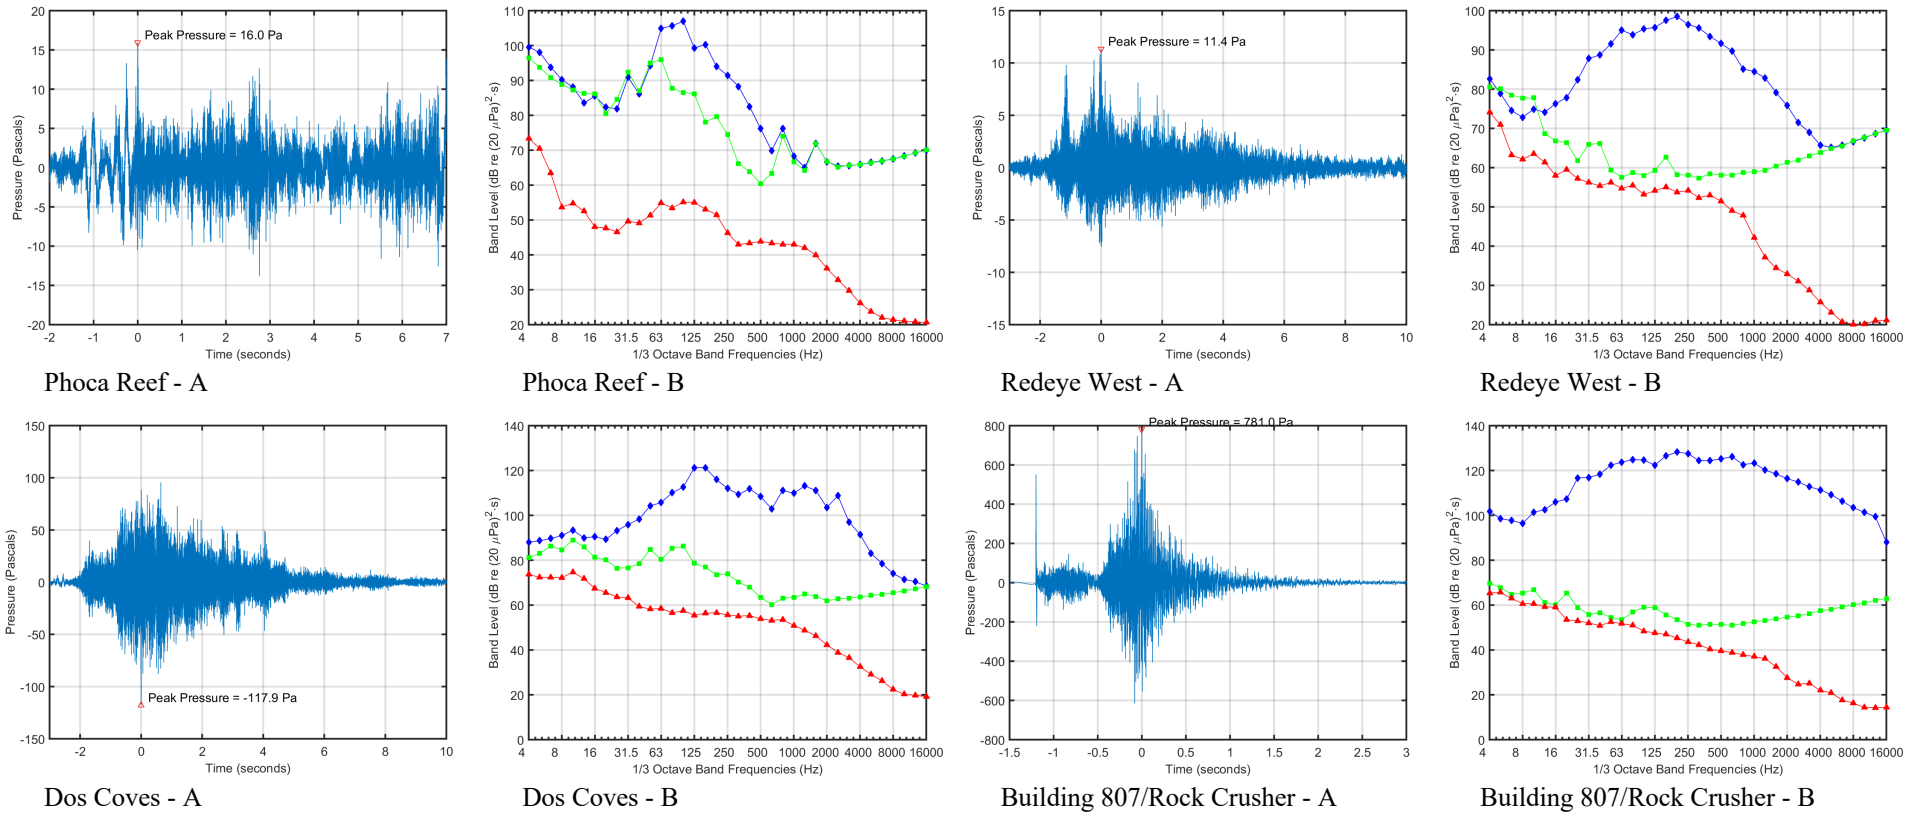 Peak Pressure = 16.0 Pa
Pressure (Pascals)
20
15
10
5
0
-5
-10
-15
-20
-2 -1 0 1 2 3 4 5 6 7
Time (seconds)
Phoca Reef - A
Band Level (dB re (20 μPa)²·s)
110
100
90
80
70
60
50
40
30
20
4 8 16 31.5 63 125 250 500 1000 2000 4000 8000 16000
1/3 Octave Band Frequencies (Hz)
Phoca Reef - B
Peak Pressure = 11.4 Pa
Pressure (Pascals)
15
10
5
0
-5
-10
-15
-2 0 2 4 6 8 10
Time (seconds)
Redeye West - A
Band Level (dB re (20 μPa)²·s)
100
90
80
70
60
50
40
30
20
4 8 16 31.5 63 125 250 500 1000 2000 4000 8000 16000
1/3 Octave Band Frequencies (Hz)
Redeye West - B
Pressure (Pascals)
150
100
50
0
-50
-100
-150
Peak Pressure = -117.9 Pa
-2 0 2 4 6 8 10
Time (seconds)
Dos Coves - A
Band Level (dB re (20 μPa)²·s)
140
120
100
80
60
40
20
0
4 8 16 31.5 63 125 250 500 1000 2000 4000 8000 16000
1/3 Octave Band Frequencies (Hz)
Dos Coves - B
Peak Pressure = 781.0 Pa
Pressure (Pascals)
800
600
400
200
0
-200
-400
-600
-800
-1.5 -1 -0.5 0 0.5 1 1.5 2 2.5 3
Time (seconds)
Building 807/Rock Crusher - A
Band Level (dB re (20 μPa)²·s)
140
120
100
80
60
40
20
0
4 8 16 31.5 63 125 250 500 1000 2000 4000 8000 16000
1/3 Octave Band Frequencies (Hz)
Building 807/Rock Crusher - B